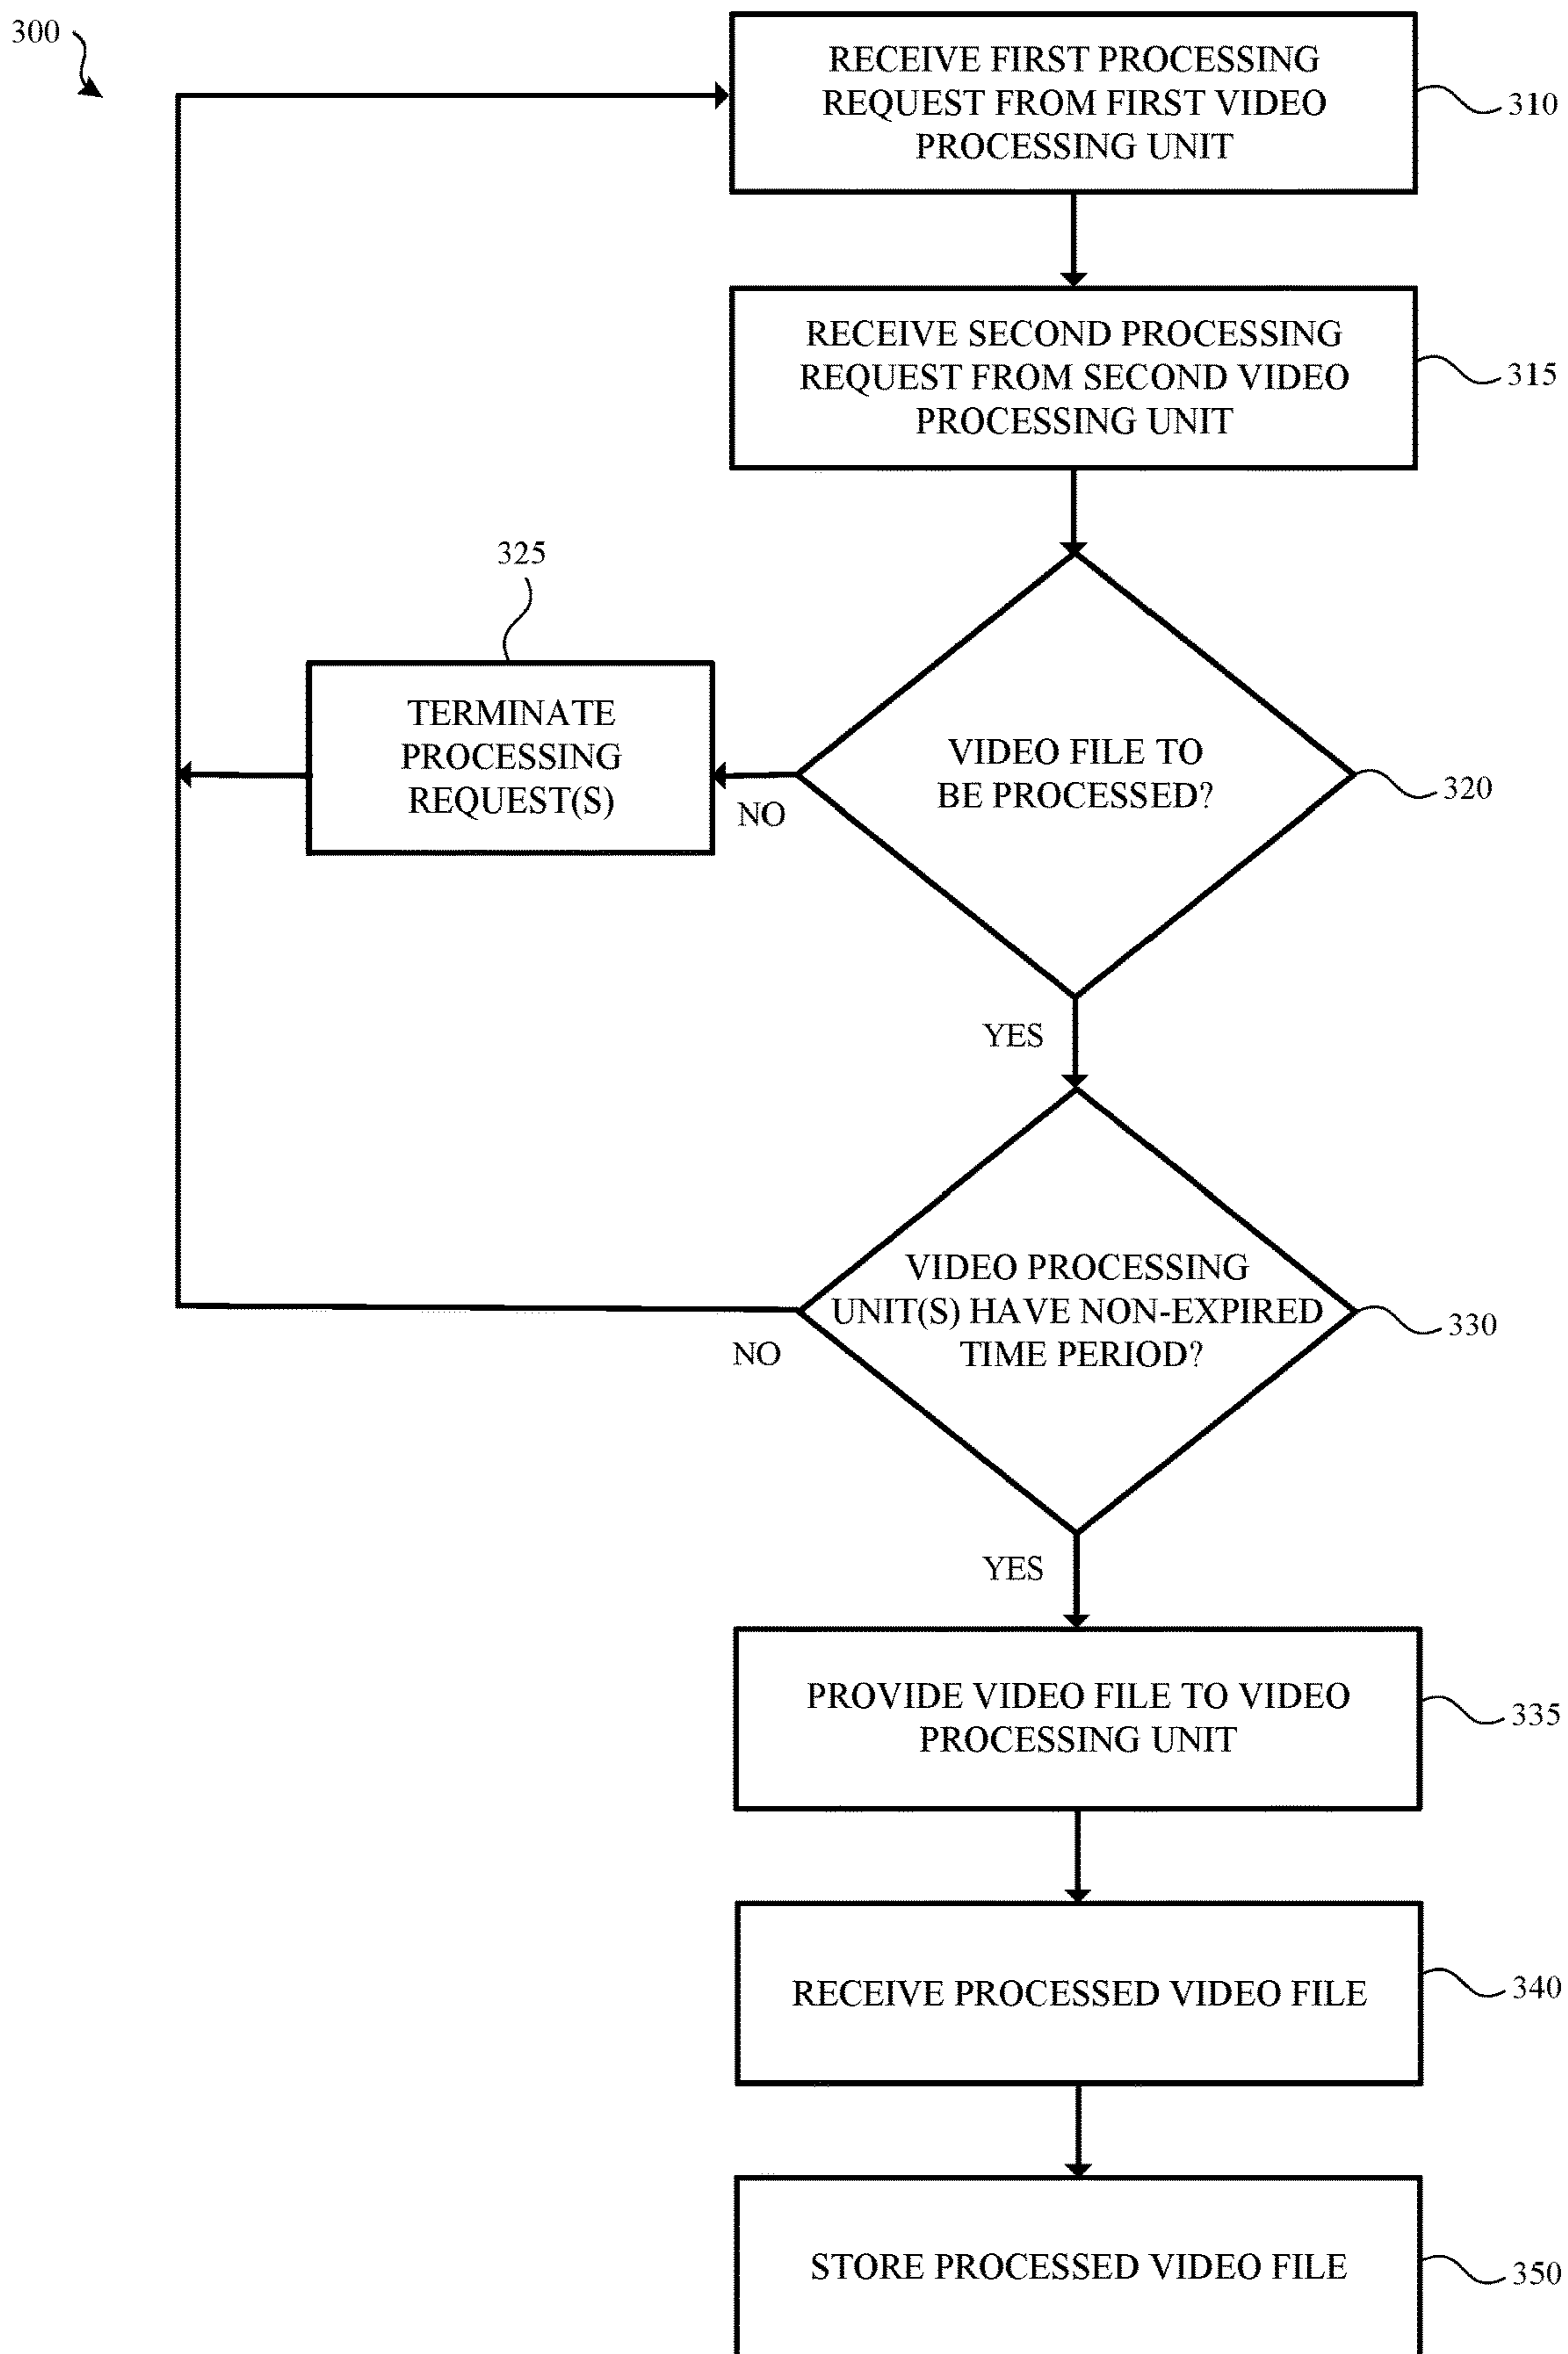 300
RECEIVE FIRST PROCESSING
REQUEST FROM FIRST VIDEO
PROCESSING UNIT
310
RECEIVE SECOND PROCESSING
REQUEST FROM SECOND VIDEO
PROCESSING UNIT
315
325
TERMINATE
PROCESSING
REQUEST(S)
NO
VIDEO FILE TO
BE PROCESSED?
320
YES
VIDEO PROCESSING
UNIT(S) HAVE NON-EXPIRED
TIME PERIOD?
330
NO
YES
PROVIDE VIDEO FILE TO VIDEO
PROCESSING UNIT
335
RECEIVE PROCESSED VIDEO FILE
340
STORE PROCESSED VIDEO FILE
350